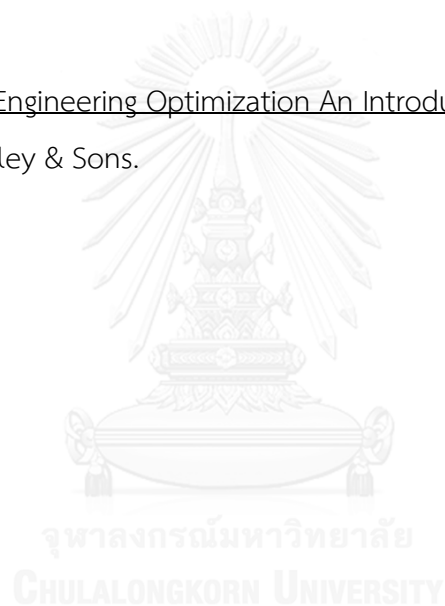 Engineering Optimization An Introdu
ley & Sons.
จุฬาลงกรณ์มหาวิทยาลัย
CHULALONGKORN UNIVERSITY